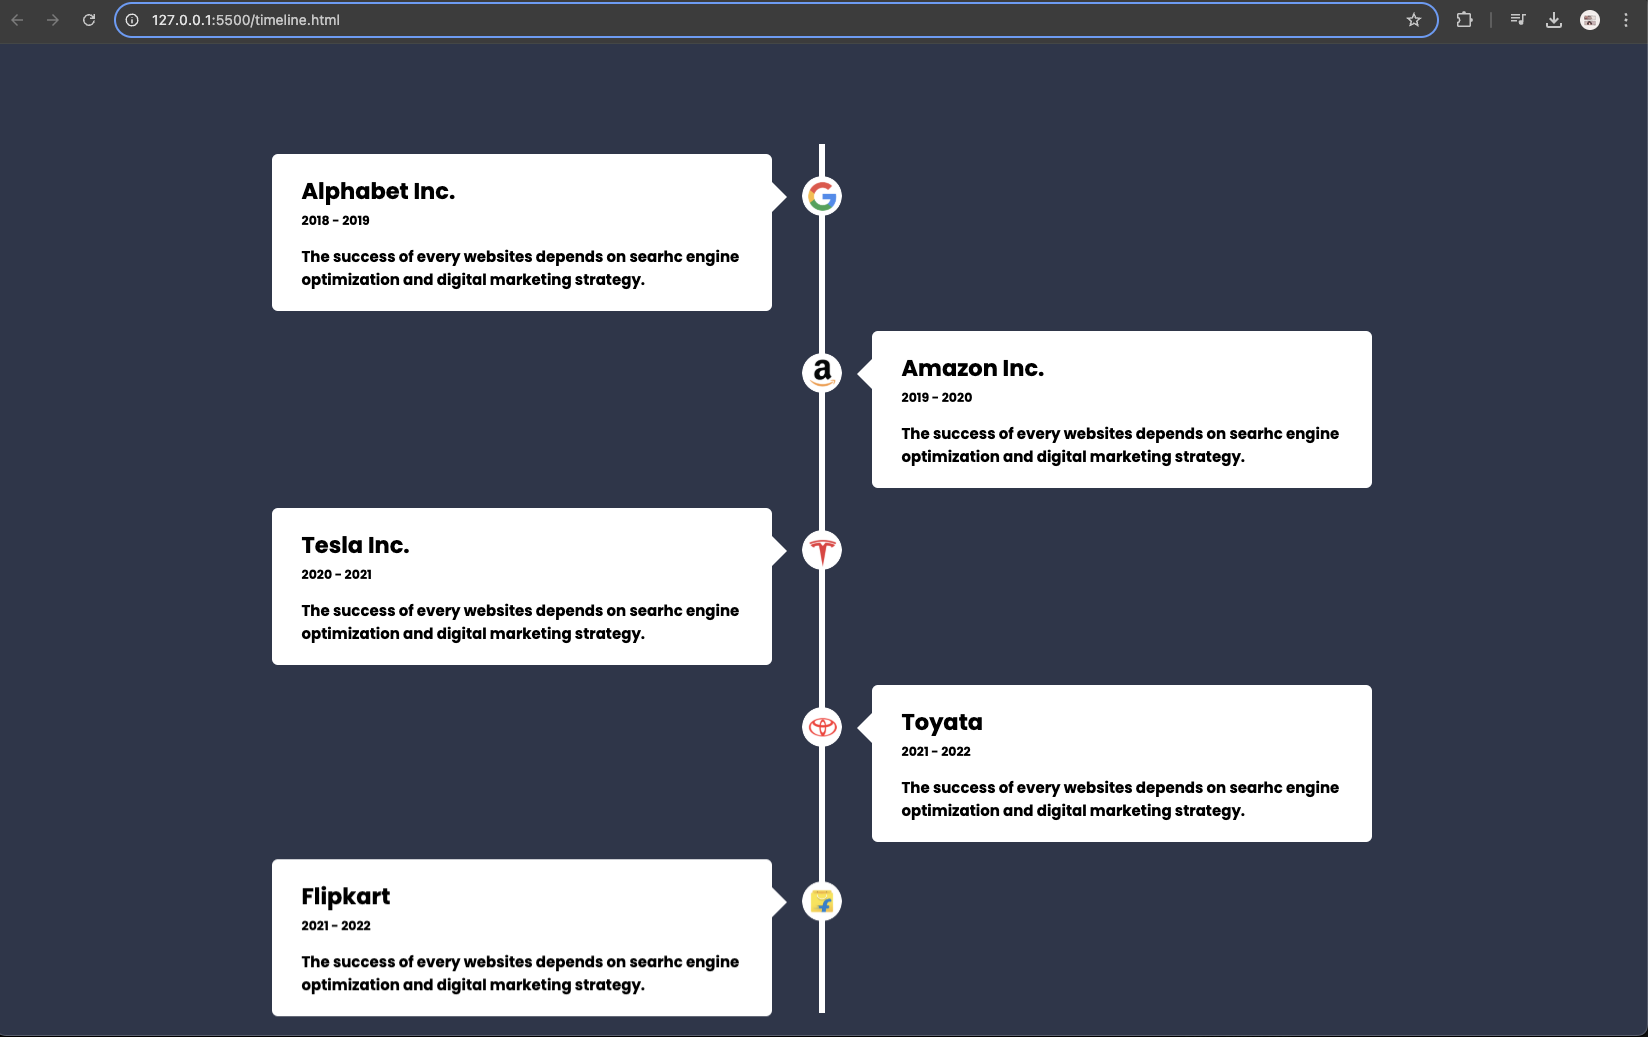 127.0.0.1:5500/timeline.html
Alphabet Inc.
2018 - 2019
The success of every websites depends on searhc engine
optimization and digital marketing strategy.
Amazon Inc.
2019 - 2020
The success of every websites depends on searhc engine
optimization and digital marketing strategy.
Tesla Inc.
2020 - 2021
The success of every websites depends on searhc engine
optimization and digital marketing strategy.
Toyata
2021 - 2022
The success of every websites depends on searhc engine
optimization and digital marketing strategy.
Flipkart
2021 - 2022
The success of every websites depends on searhc engine
optimization and digital marketing strategy.